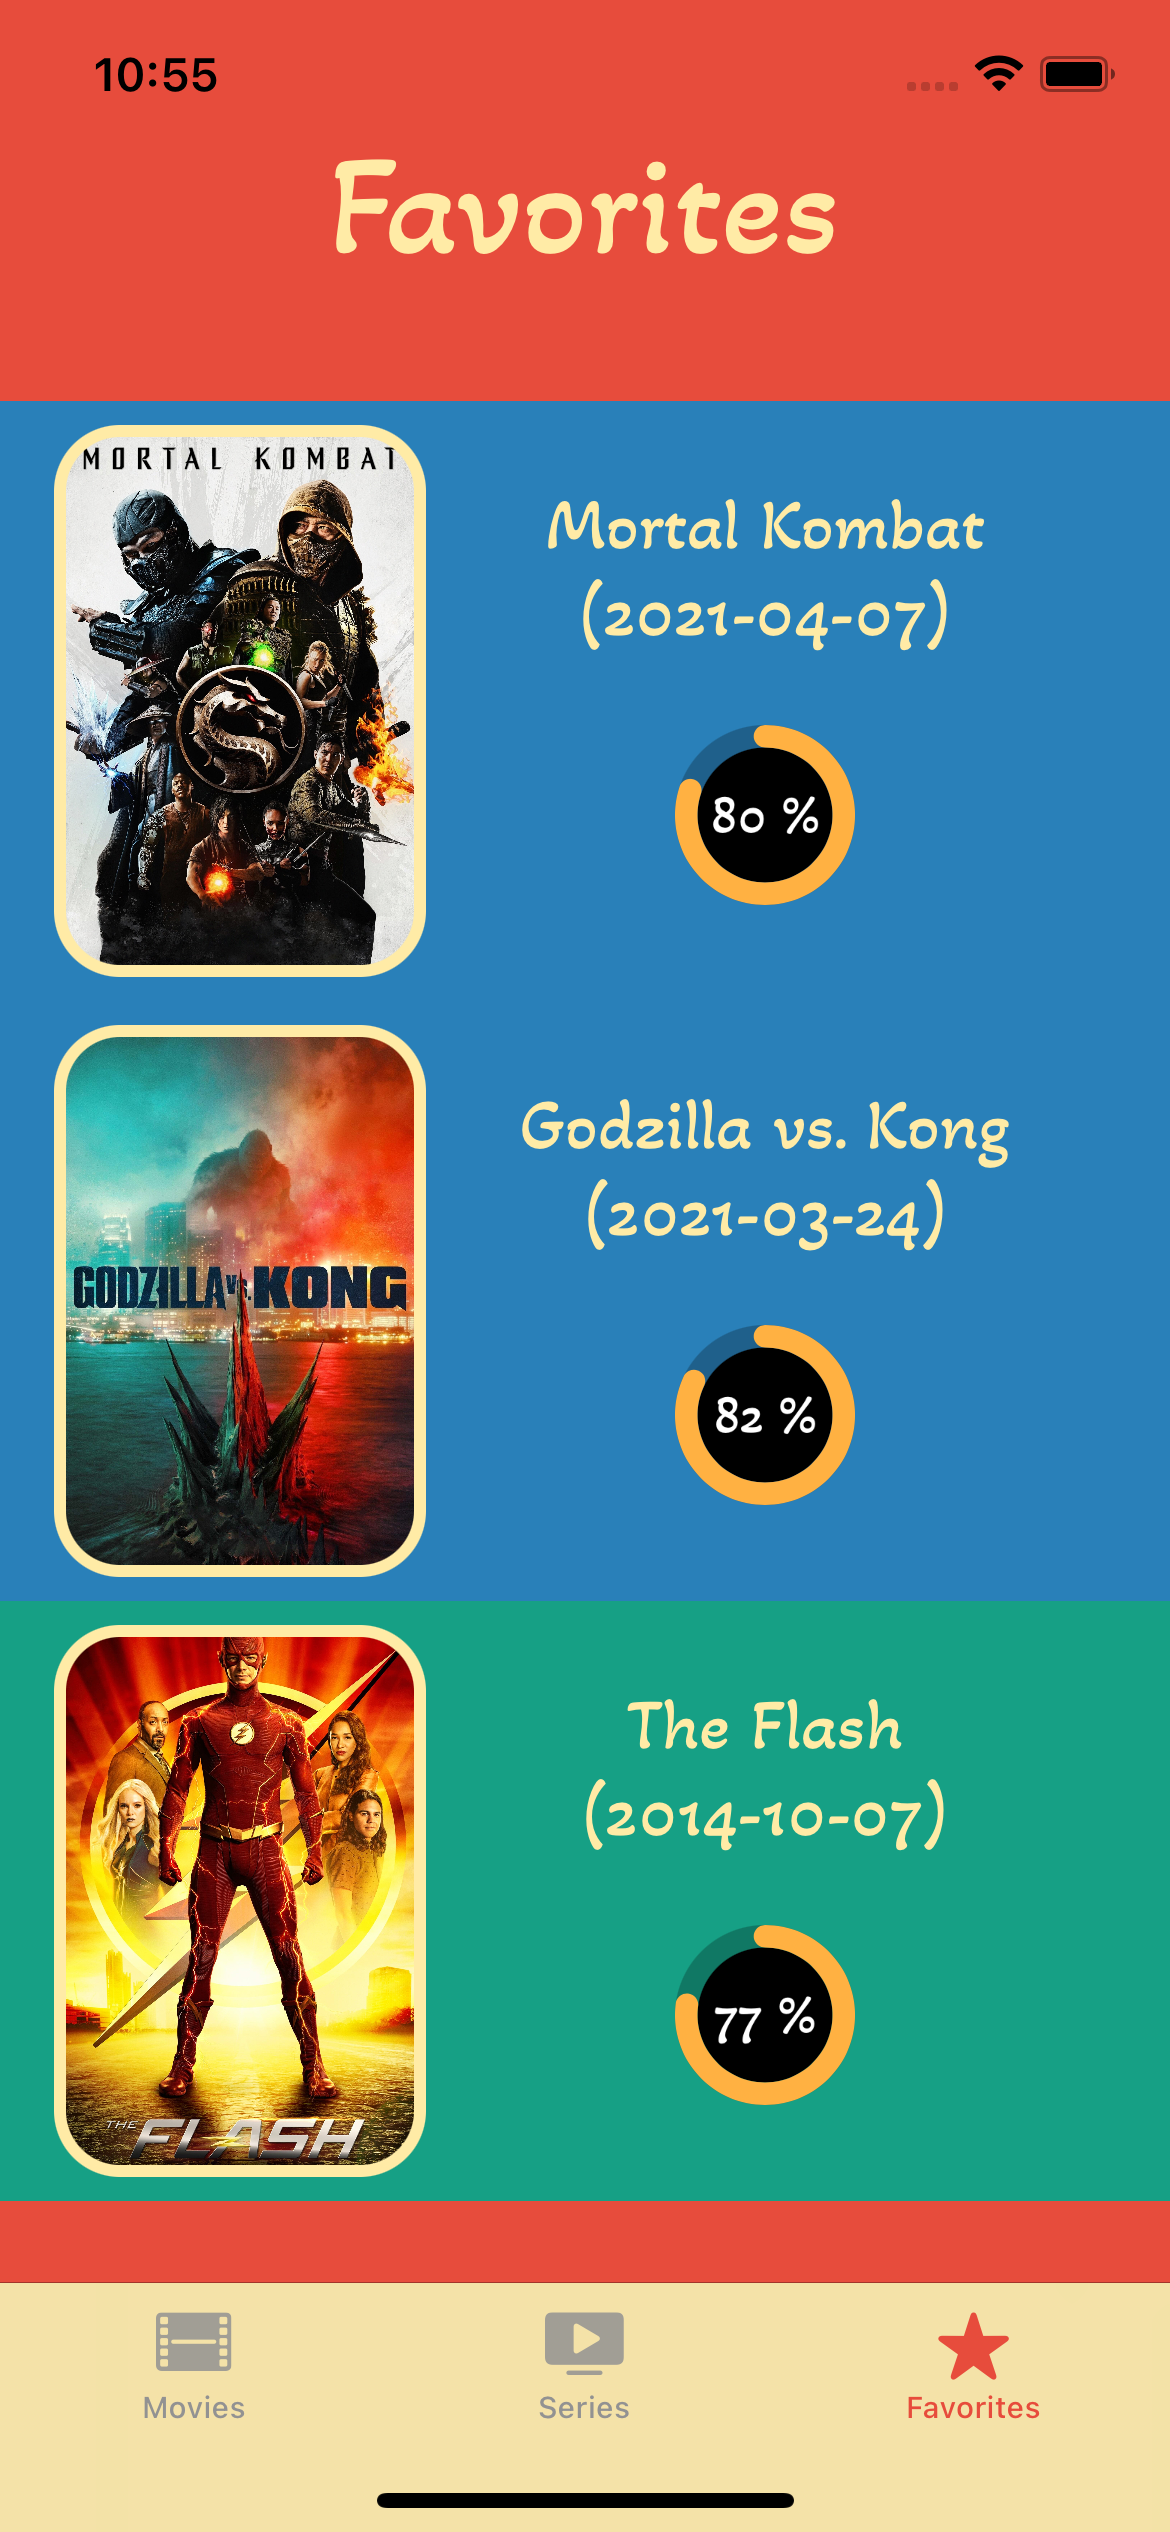 10:55
Favorites
MORTAL KOMBAT
Mortal Kombat
(2021-04-07)
80 %
GODZILLA vs. KONG
Godzilla vs. Kong
(2021-03-24)
82 %
The Flash
(2014-10-07)
77 %
THE FLASH
Movies
Series
Favorites